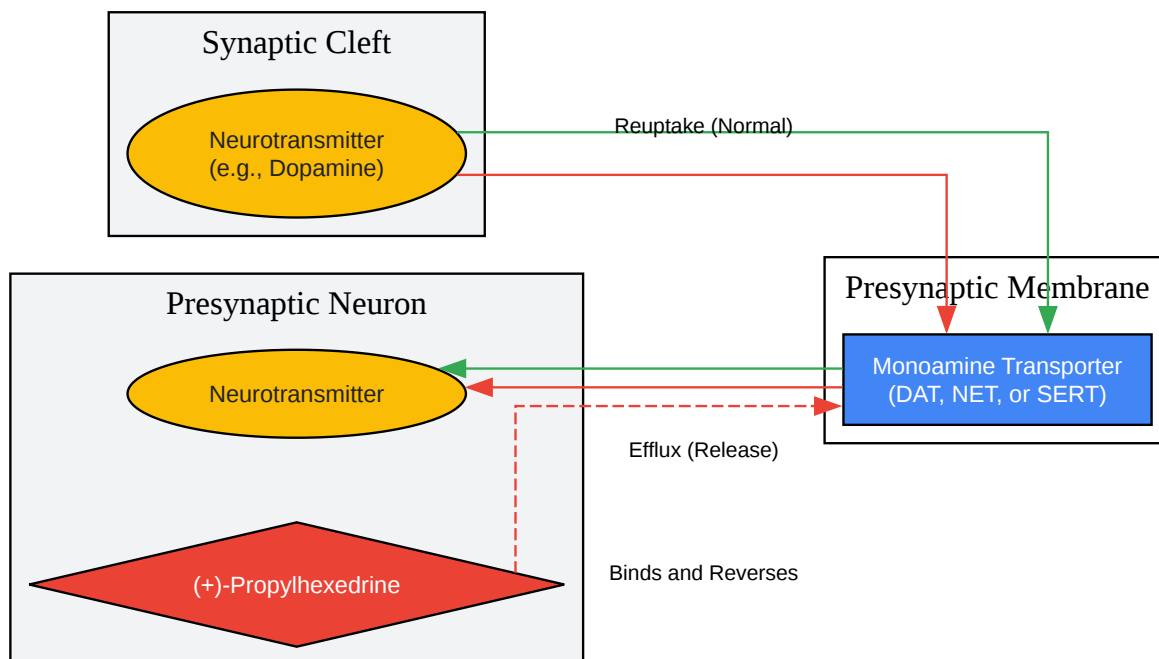 Synaptic Cleft
Neurotransmitter
(e.g., Dopamine)
Reuptake (Normal)
Presynaptic Neuron
Presynaptic Membrane
Neurotransmitter
Monoamine Transporter
(DAT, NET, or SERT)
Efflux (Release)
(+)-Propylhexedrine
Binds and Reverses